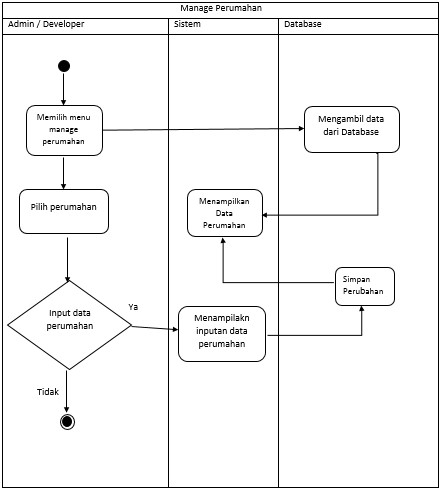 Manage Perumahan
Admin / Developer
Sistem
Database
Memilih menu
manage
perumahan
Mengambil data
dari Database
Pilih perumahan
Menampilkan
Data
Perumahan
Simpan
Perubahan
Input data
perumahan
Ya
Menampilakn
inputan data
perumahan
Tidak